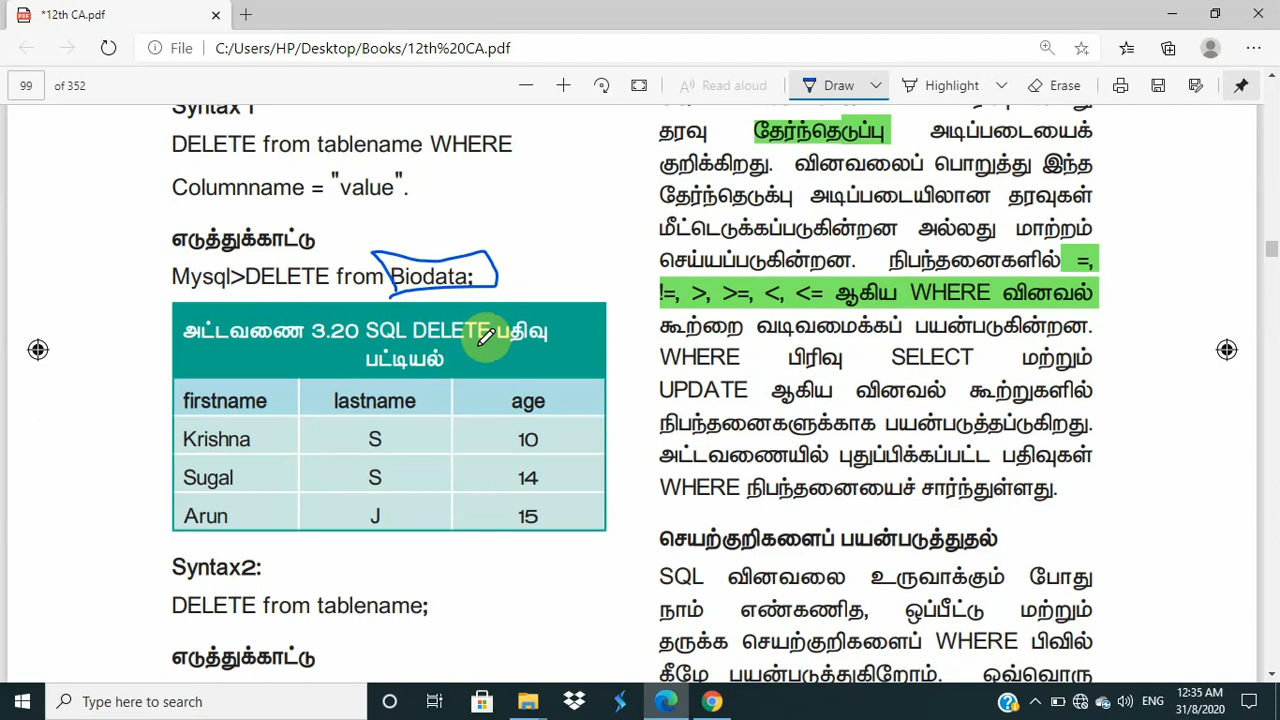 *12th CA.pdf
File C:/Users/HP/Desktop/Books/12th%20CA.pdf
99 of 352
Read aloud
Draw
Highlight
Erase
Syntax 1
DELETE from tablename WHERE
Columnname = "value".
எடுத்துக்காட்டு
Mysql>DELETE from Biodata;
அட்டவணை 3.20 SQL DELETE பதிவு
பட்டியல்
firstname lastname age
Krishna S 10
Sugal S 14
Arun J 15
Syntax2:
DELETE from tablename;
எடுத்துக்காட்டு
தரவு தேர்ந்தெடுப்பு அடிப்படையைக்
குறிக்கிறது. வினவலைப் பொறுத்து இந்த
தேர்ந்தெடுக்பு அடிப்படையிலான தரவுகள்
மீட்டெடுக்கப்படுகின்றன அல்லது மாற்றம்
செய்யப்படுகின்றன. நிபந்தனைகளில் =,
!=, >, >=, <, <= ஆகிய WHERE வினவல்
கூற்றை வடிவமைக்கப் பயன்படுகின்றன.
WHERE பிரிவு SELECT மற்றும்
UPDATE ஆகிய வினவல் கூற்றுகளில்
நிபந்தனைகளுக்காக பயன்படுத்தப்டுகிறது.
அட்டவணையில் புதுப்பிக்கப்பட்ட பதிவுகள்
WHERE நிபந்தனையைச் சார்ந்துள்ளது.
செயற்குறிகளைப் பயன்படுத்துதல்
SQL வினவலை உருவாக்கும் போது
நாம் எண்கணித, ஒப்பீட்டு மற்றும்
தருக்க செயற்குறிகளைப் WHERE பிவில்
கீழே பயன்படுத்துகிறோம். ஒவ்வொரு
Type here to search
ENG
12:35 AM
31/8/2020